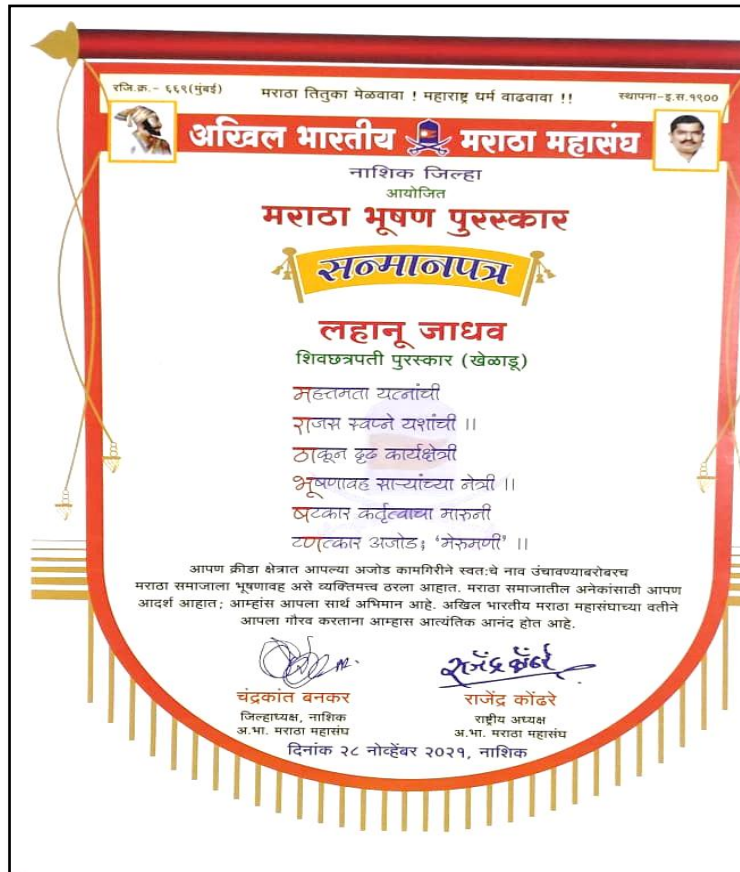 रजि.क्र.- ६६९(मुंबई) मराठा तितुका मेळवावा ! महाराष्ट्र धर्म वाढवावा !! स्थापना-इ.स.१९००
अखिल भारतीय मराठा महासंघ
नाशिक जिल्हा
आयोजित
मराठा भूषण पुरस्कार
सन्मानपत्र
लहानू जाधव
शिवछत्रपती पुरस्कार (खेळाडू)
महत्तमता यत्नांची
राजस स्वप्ने यशांची ॥
ठाकून दृढ कार्यक्षेत्री
भूषणावह साऱ्यांच्या नेत्री ॥
षटकार कर्तृत्वाचा मारुनी
टणत्कार अजोड; 'मेरुमणी' ॥
आपण क्रीडा क्षेत्रात आपल्या अजोड कामगिरीने स्वतःचे नाव उंचावण्याबरोबरच
मराठा समाजाला भूषणावह असे व्यक्तिमत्त्व ठरला आहात. मराठा समाजातील अनेकांसाठी आपण
आदर्श आहात; आम्हांस आपला सार्थ अभिमान आहे. अखिल भारतीय मराठा महासंघाच्या वतीने
आपला गौरव करताना आम्हास आत्यंतिक आनंद होत आहे.
राजेंद्र कोंढरे
चंद्रकांत बनकर राजेंद्र कोंढरे
जिल्हाध्यक्ष, नाशिक राष्ट्रीय अध्यक्ष
अ.भा. मराठा महासंघ अ.भा. मराठा महासंघ
दिनांक २८ नोव्हेंबर २०२१, नाशिक